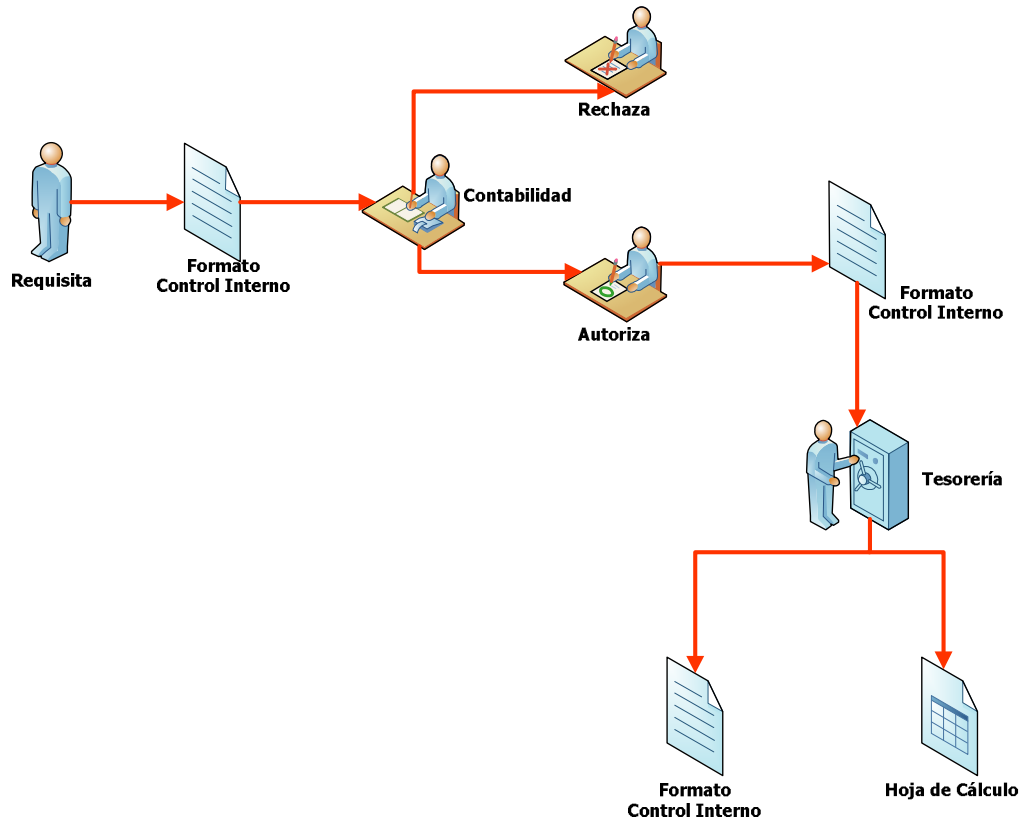 Rechaza
Contabilidad
Requisita
Formato
Control Interno
Autoriza
Formato
Control Interno
Tesorería
Formato
Control Interno
Hoja de Cálculo